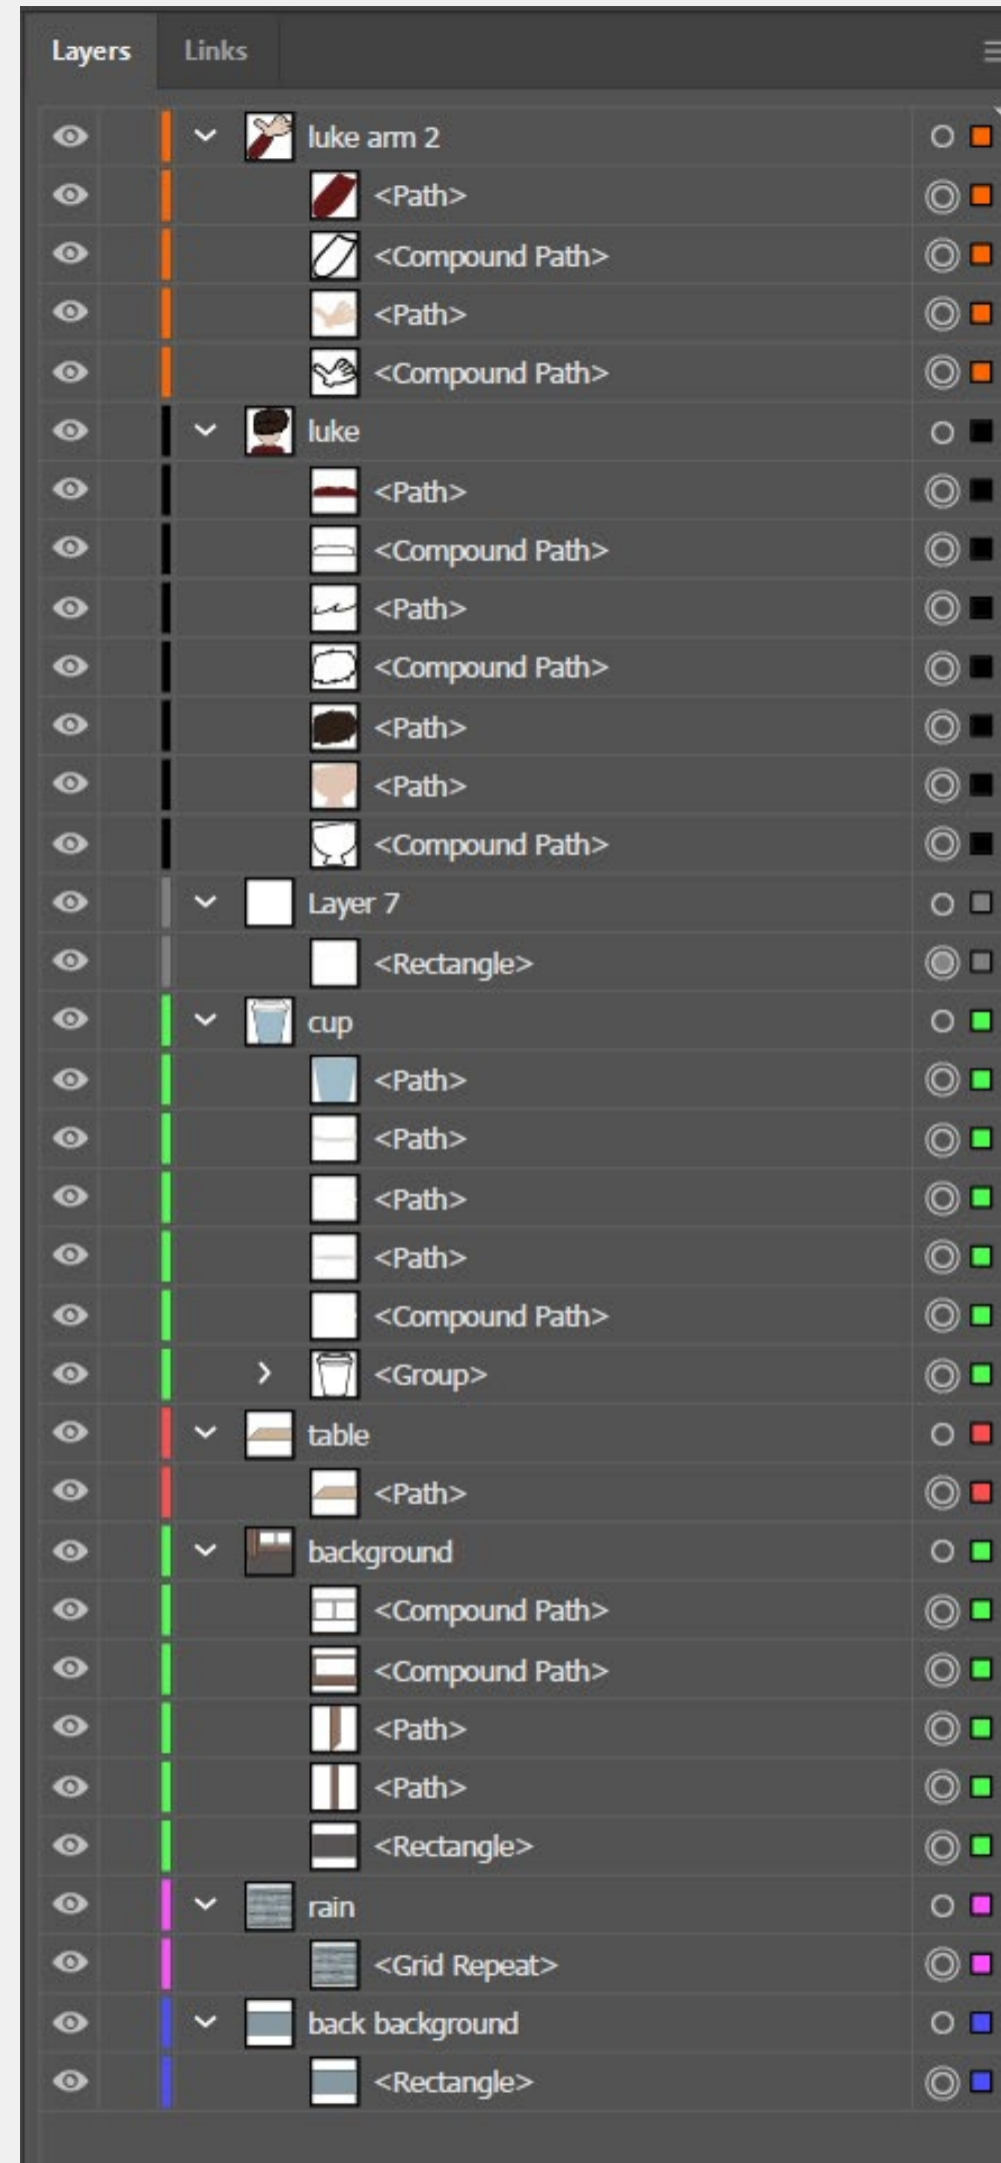 Layers Links
luke arm 2
<Path>
<Compound Path>
<Path>
<Compound Path>
luke
<Path>
<Compound Path>
<Path>
<Compound Path>
<Path>
<Path>
<Compound Path>
Layer 7
<Rectangle>
cup
<Path>
<Path>
<Path>
<Path>
<Compound Path>
<Group>
table
<Path>
background
<Compound Path>
<Compound Path>
<Path>
<Path>
<Rectangle>
rain
<Grid Repeat>
back background
<Rectangle>